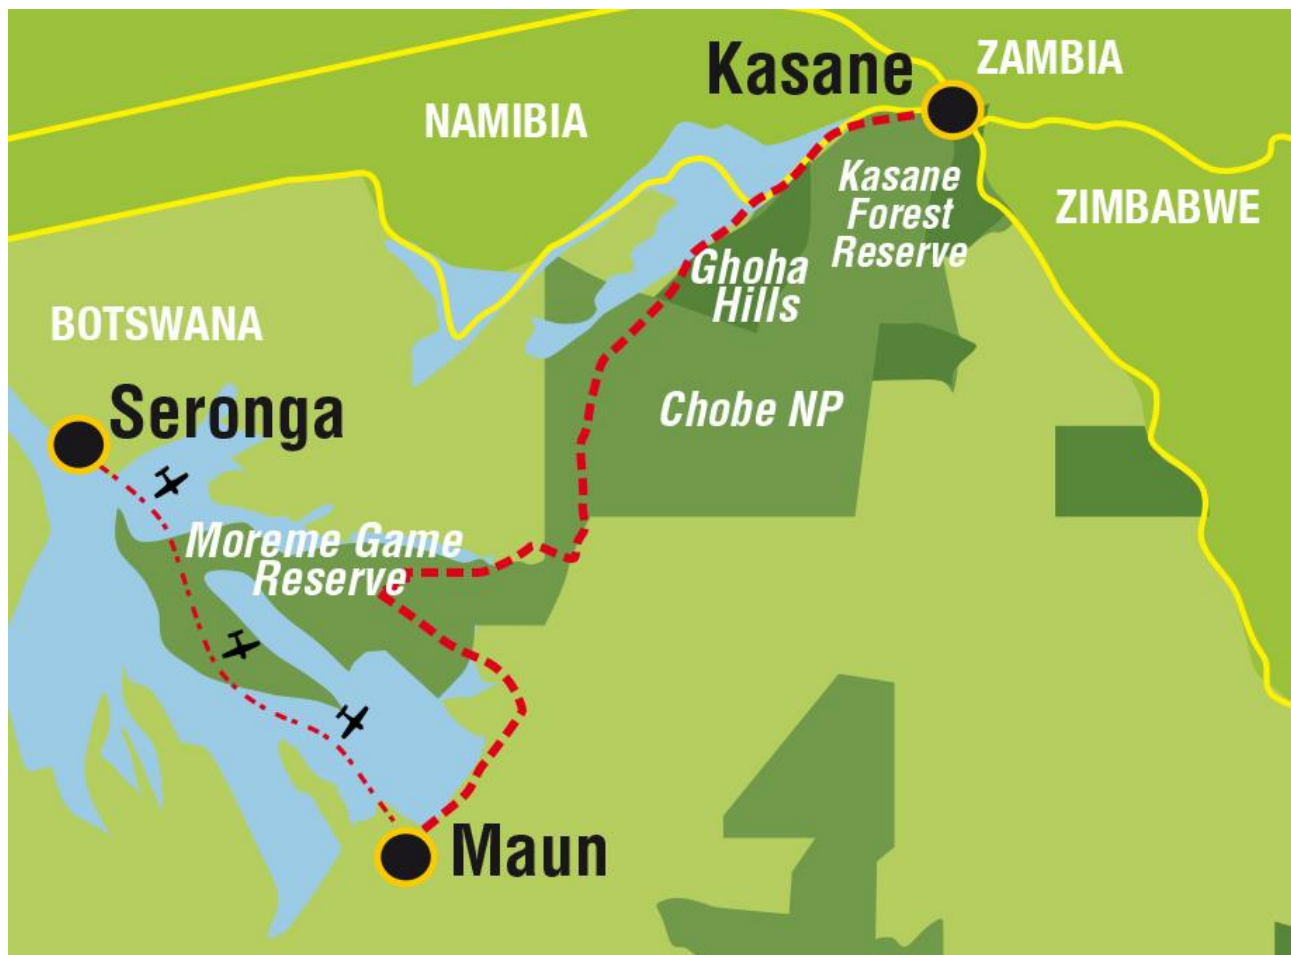 Kasane
ZAMBIA
NAMIBIA
Kasane
Forest
Reserve
ZIMBABWE
Ghoha
Hills
BOTSWANA
Seronga
Chobe NP
Moreme Game
Reserve
Maun